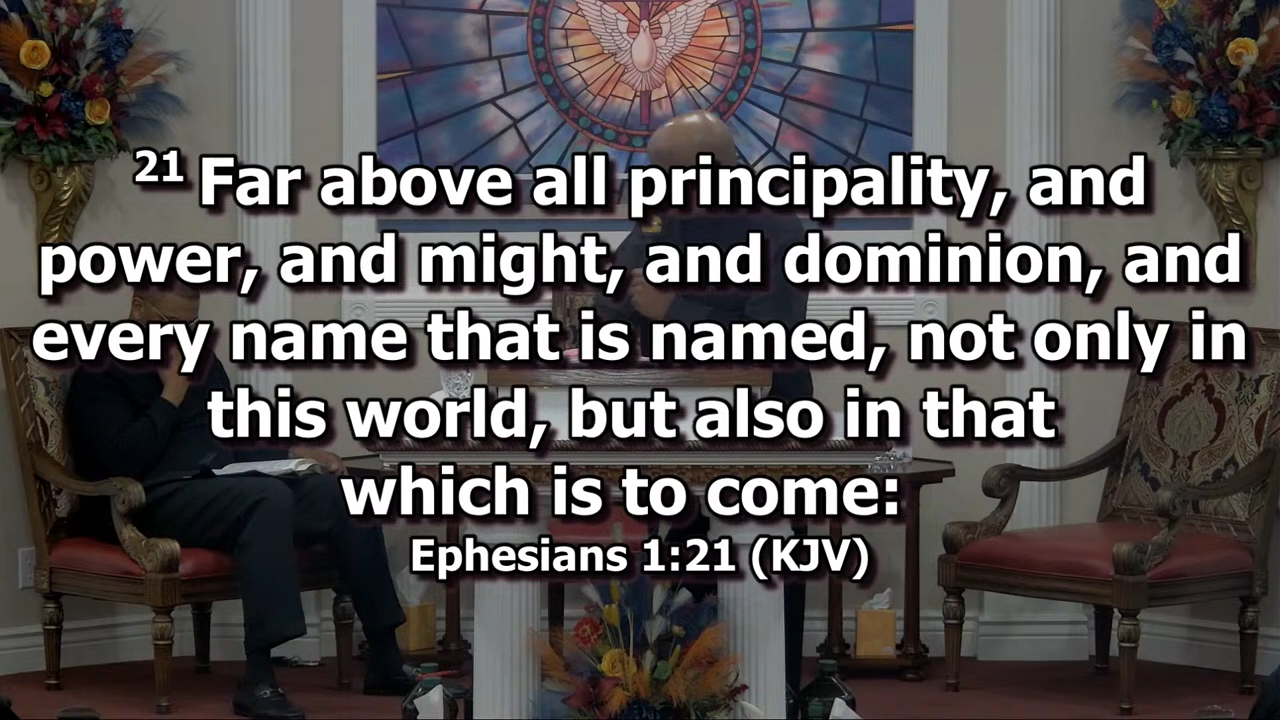 21 Far above all principality, and
power, and might, and dominion, and
every name that is named, not only in
this world, but also in that
which is to come:
Ephesians 1:21 (KJV)